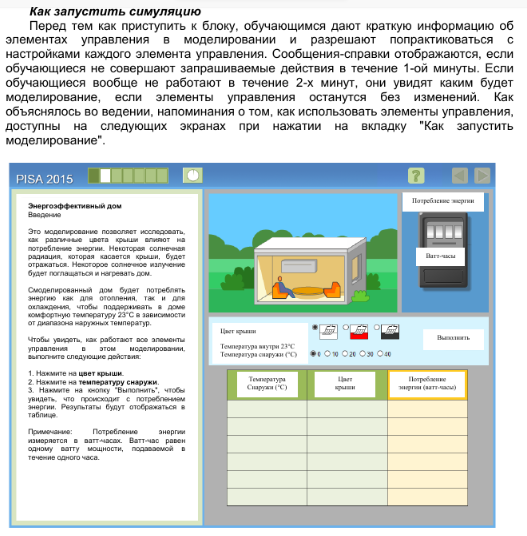 Как запустить симуляцию
Перед тем как приступить к блоку, обучающимся дают краткую информацию об
элементах управления в моделировании и разрешают попрактиковаться с
настройками каждого элемента управления. Сообщения-справки отображаются, если
обучающиеся не совершают запрашиваемые действия в течение 1-ой минуты. Если
обучающиеся вообще не работают в течение 2-х минут, они увидят каким будет
моделирование, если элементы управления останутся без изменений. Как
объяснялось во ведении, напоминания о том, как использовать элементы управления,
доступны на следующих экранах при нажатии на вкладку "Как запустить
моделирование".
PISA 2015
?
Энергоэффективный дом
Введение
Это моделирование позволяет исследовать,
как различные цвета крыши влияют на
потребление энергии. Некоторая солнечная
радиация, которая касается крыши, будет
отражаться. Некоторое солнечное излучение
будет поглащаться и нагревать дом.
Смоделированный дом будет потреблять
энергию как для отопления, так и для
охлаждения, чтобы поддерживать в доме
комфортную температуру 23°C в зависимости
от диапазона наружных температур.
Чтобы увидеть, как работают все элементы
управления в этом моделировании,
выполните следующие действия:
1. Нажмите на цвет крыши.
2. Нажмите на температуру снаружи.
3. Нажмите на кнопку "Выполнить", чтобы
увидеть, что происходит с потреблением
энергии. Результаты будут отображаться в
таблице.
Примечание: Потребление энергии
измеряется в ватт-часах. Ватт-час равен
одному ватту мощности, подаваемой в
течение одного часа.
Потребление энергии
Ватт-часы
Цвет крыши
Температура внутри 23°C
Температура снаружи (°C) 0 10 20 30 40
Выполнить
Температура Снаружи (°C)
Цвет крыши
Потребление энергии (ватт-часы)